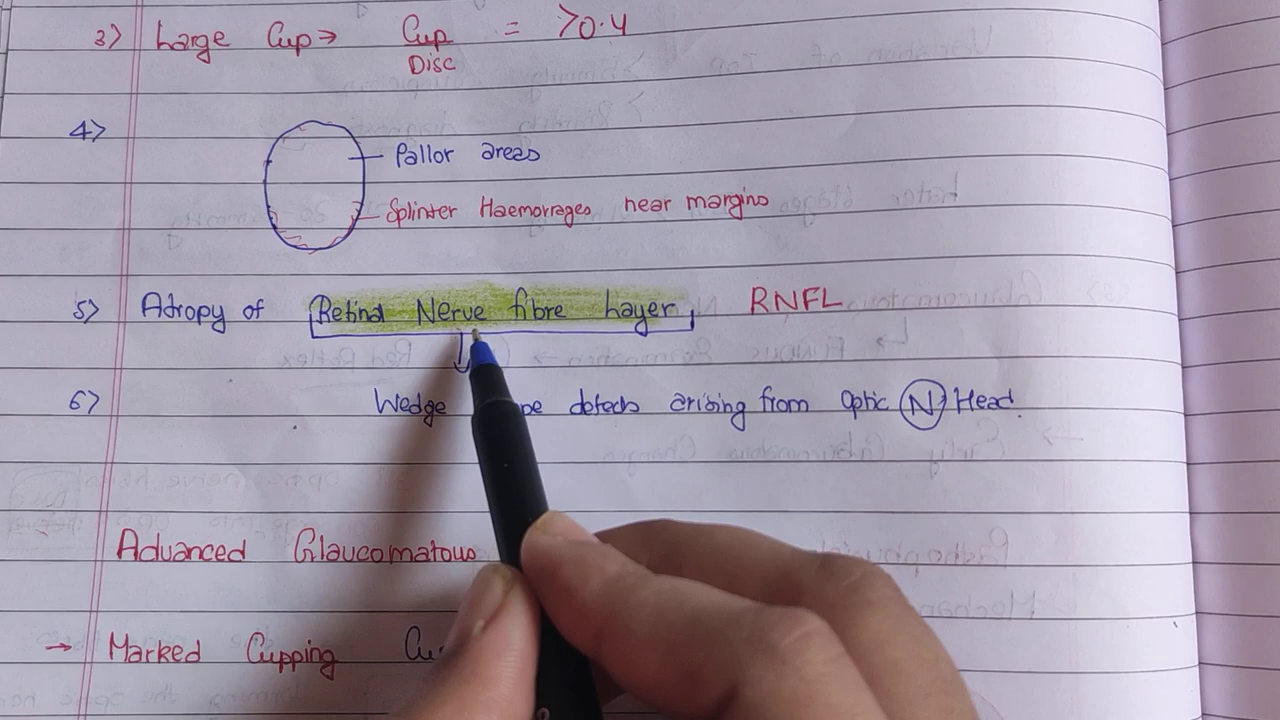 3) Large Cup → Cup/Disc = >0.4
4)
Pallor areas
Splinter Haemorrages near margins
5) Atropy of Retinal Nerve fibre Layer RNFL
6) Wedge defects arising from optic N Head.
Advanced Glaucomatous
→ Marked Cupping